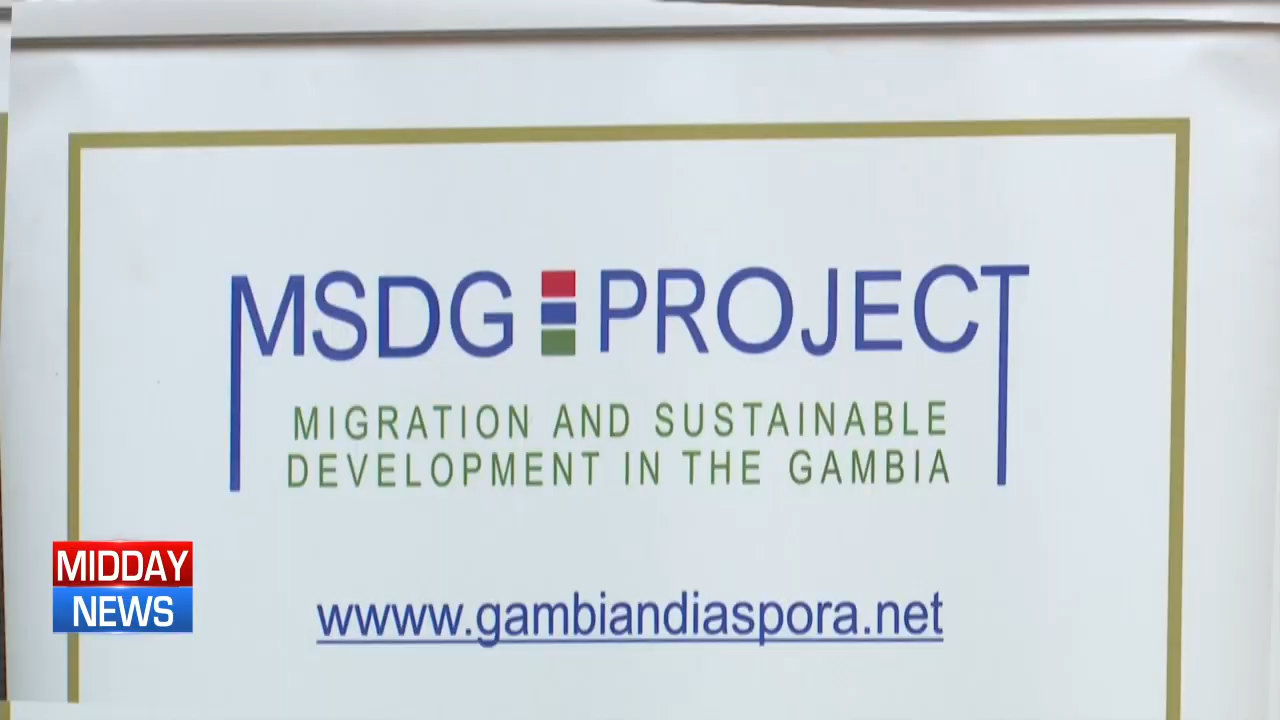 MSDG PROJECT
MIGRATION AND SUSTAINABLE
DEVELOPMENT IN THE GAMBIA
MIDDAY
NEWS
wwww.gambiandiaspora.net